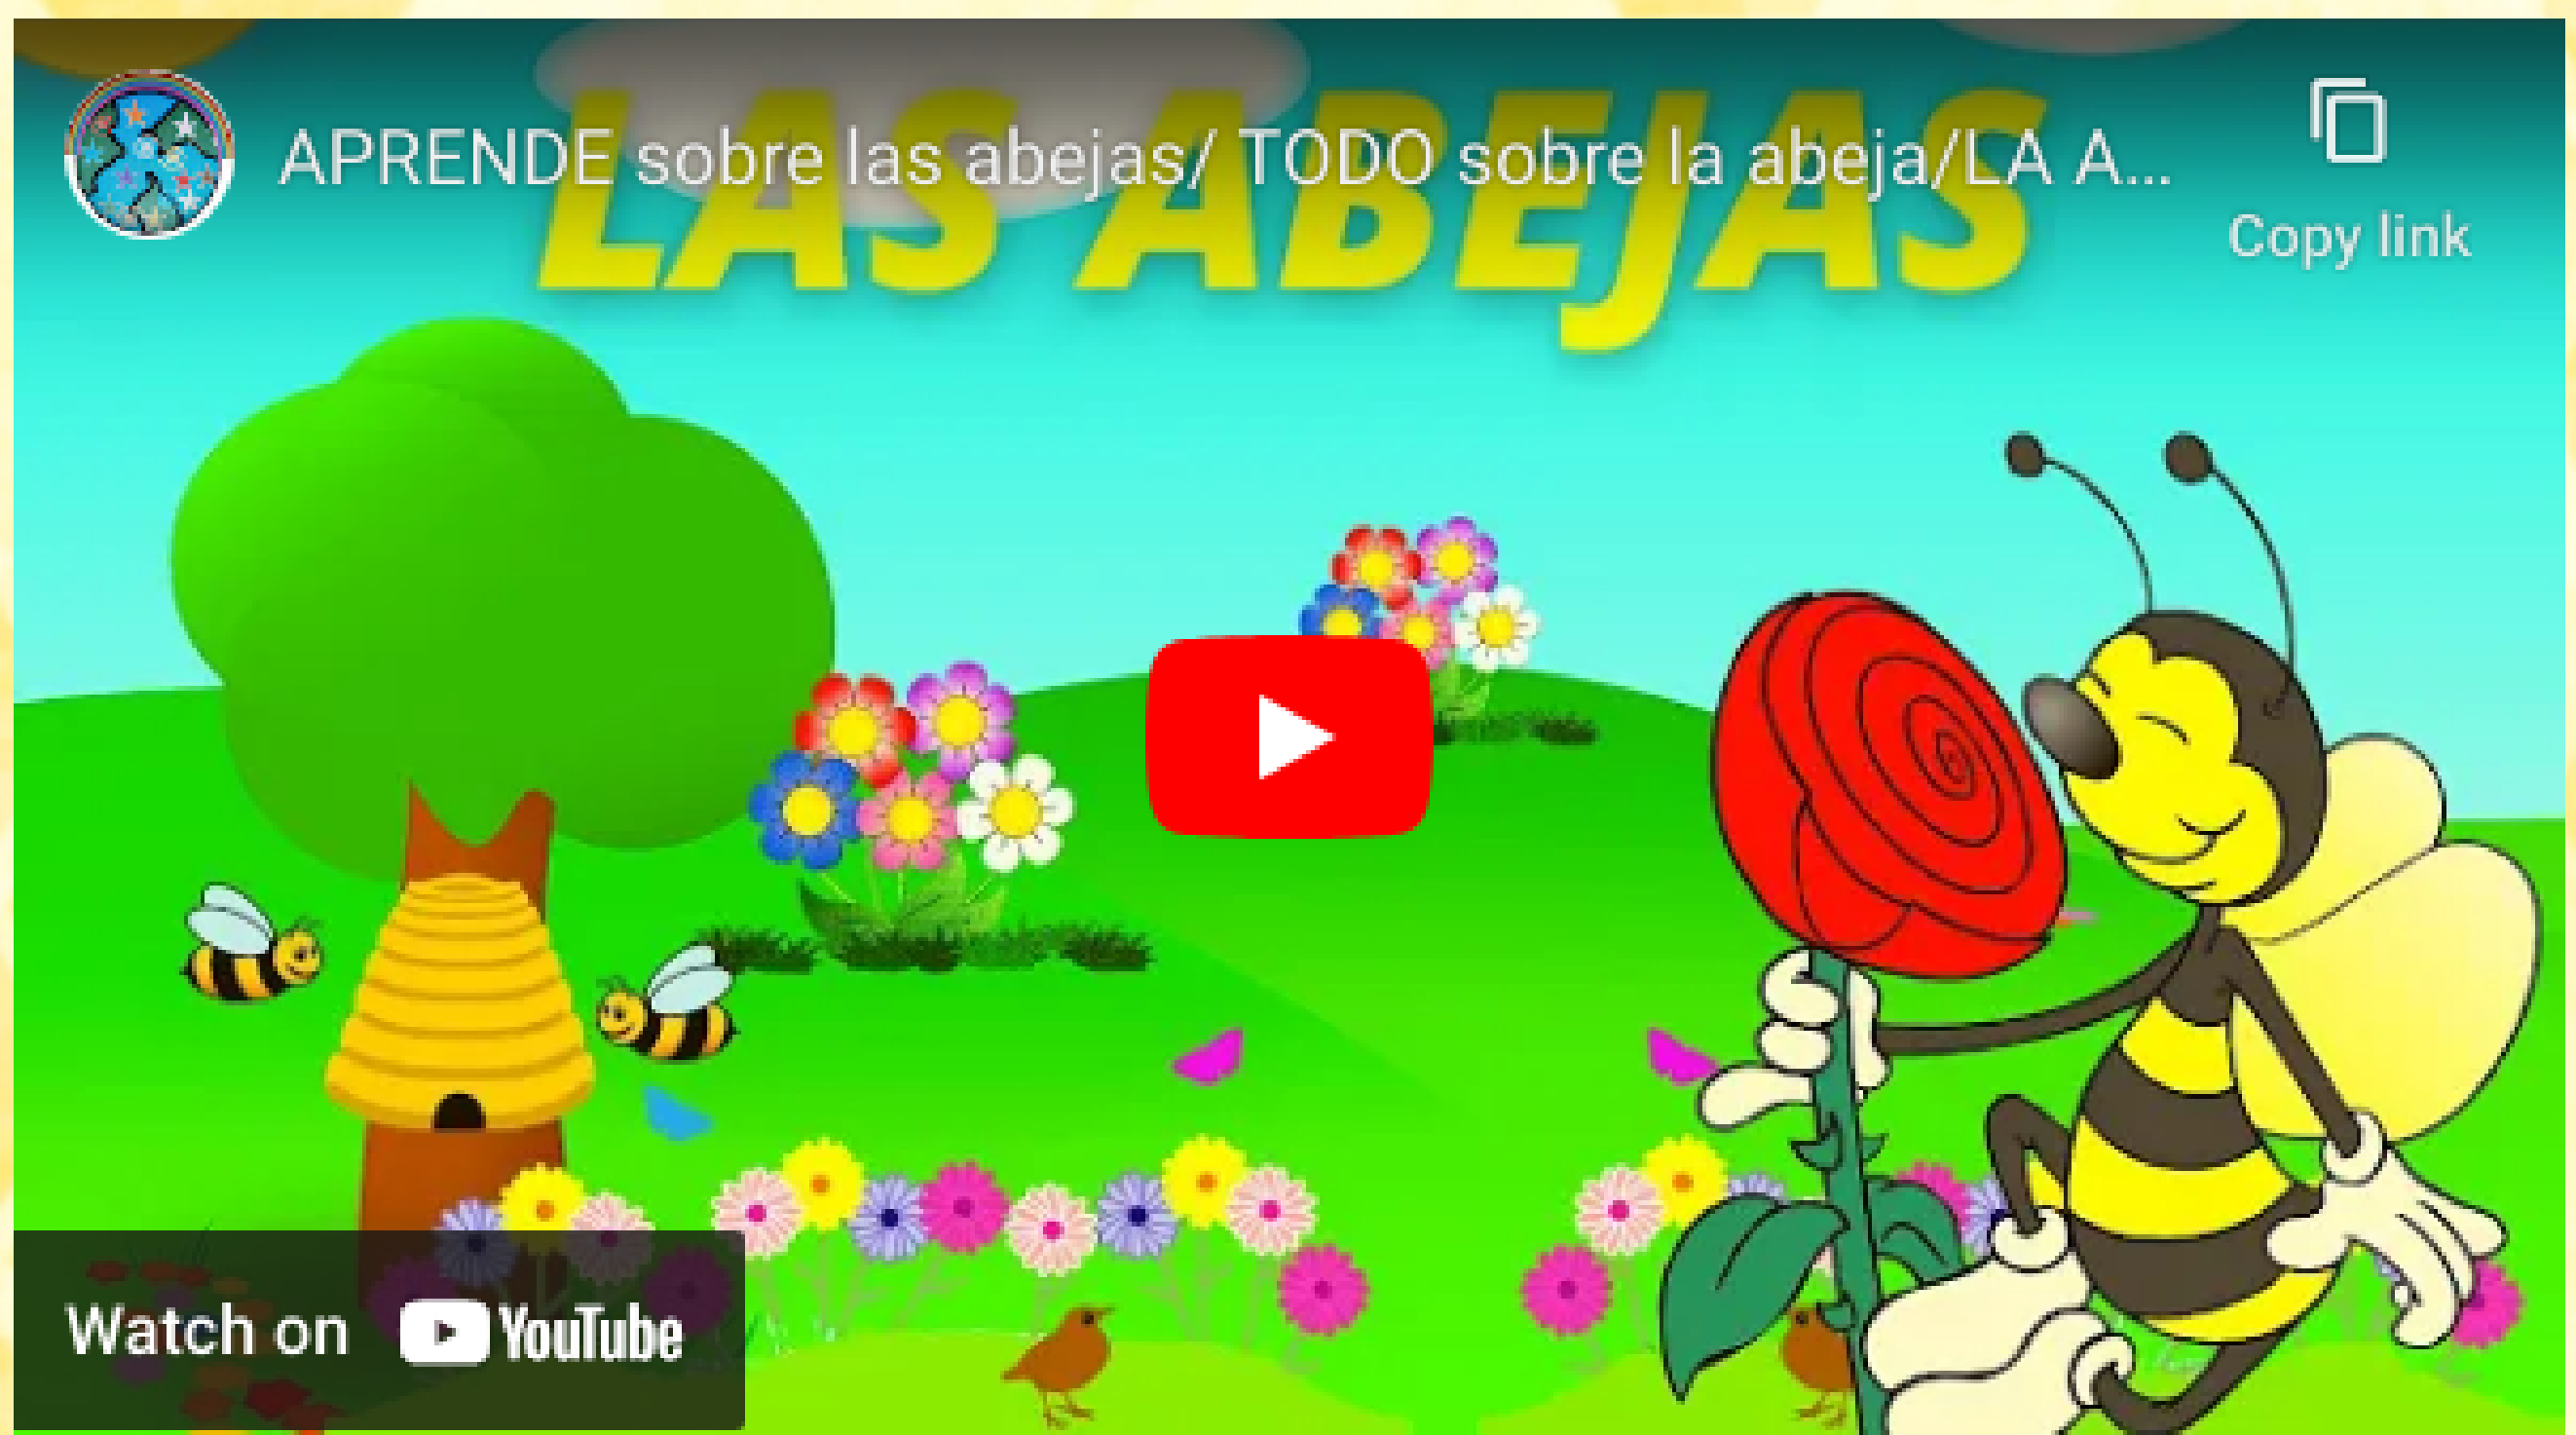 LAS ABEJAS
APRENDE sobre las abejas/ TODO sobre la abeja/LA A...
Copy link
Watch on YouTube